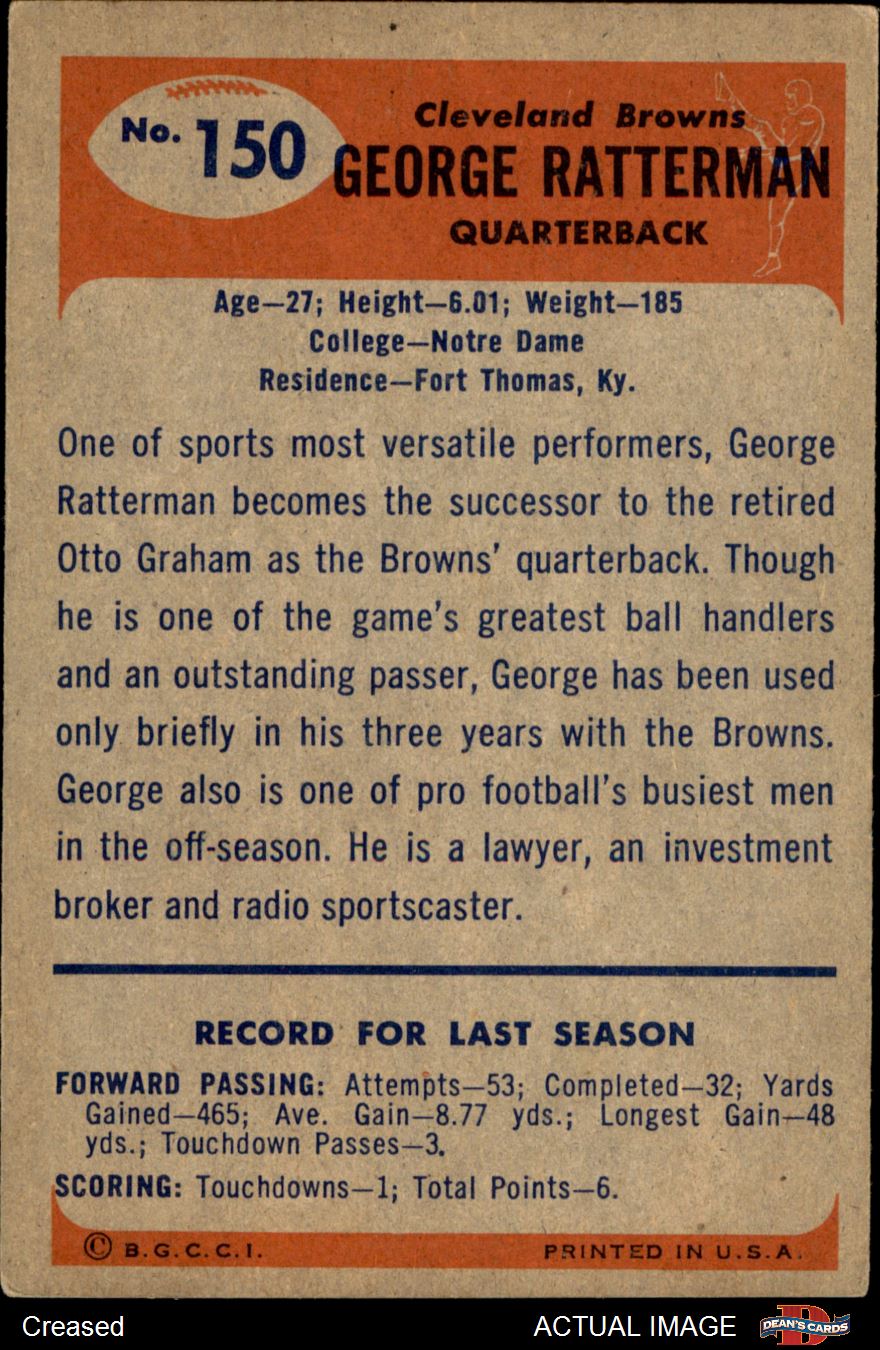 No. 150
Cleveland Browns
GEORGE RATTERMAN
QUARTERBACK
Age—27; Height—6.01; Weight—185
College—Notre Dame
Residence—Fort Thomas, Ky.
One of sports most versatile performers, George
Ratterman becomes the successor to the retired
Otto Graham as the Browns' quarterback. Though
he is one of the game's greatest ball handlers
and an outstanding passer, George has been used
only briefly in his three years with the Browns.
George also is one of pro football's busiest men
in the off-season. He is a lawyer, an investment
broker and radio sportscaster.
RECORD FOR LAST SEASON
FORWARD PASSING: Attempts—53; Completed—32; Yards
Gained—465; Ave. Gain—8.77 yds.; Longest Gain—48
yds.; Touchdown Passes—3.
SCORING: Touchdowns—1; Total Points—6.
© B.G.C.C.I. PRINTED IN U.S.A.
Creased ACTUAL IMAGE DEAN'S CARDS